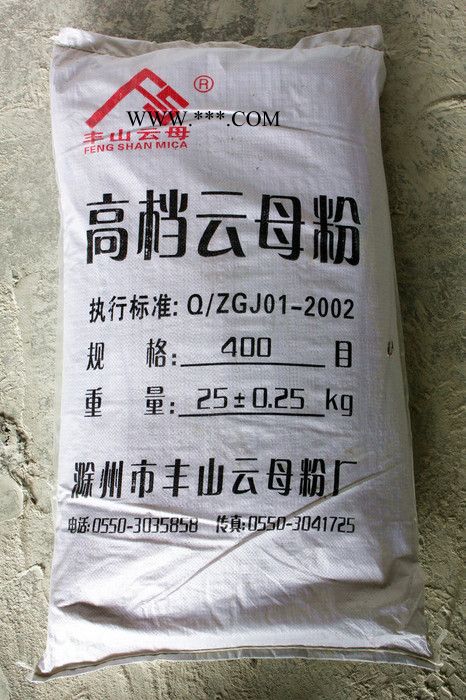 ®
WWW.***.COM
丰山云母
FENG SHAN MICA
高档云母粉
执行标准: Q/ZGJ01-2002
规 格: 400 目
重 量: 25±0.25 kg
滁州市丰山云母粉厂
电话:0550-3035858 传真:0550-3041725